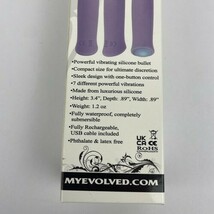 •Powerful vibrating silicone bullet
•Compact size for ultimate discretion
•Sleek design with one-button control
•7 different powerful vibrations
•Made from luxurious silicone
•Height: 3.4", Depth: .89", Width: .89"
•Weight: 1.2 oz
•Fully waterproof, completely
submersible
•Fully Rechargeable,
USB cable included
•Phthalate & latex free
UK
CA CE
RoHS
MYEVOLVED.COM